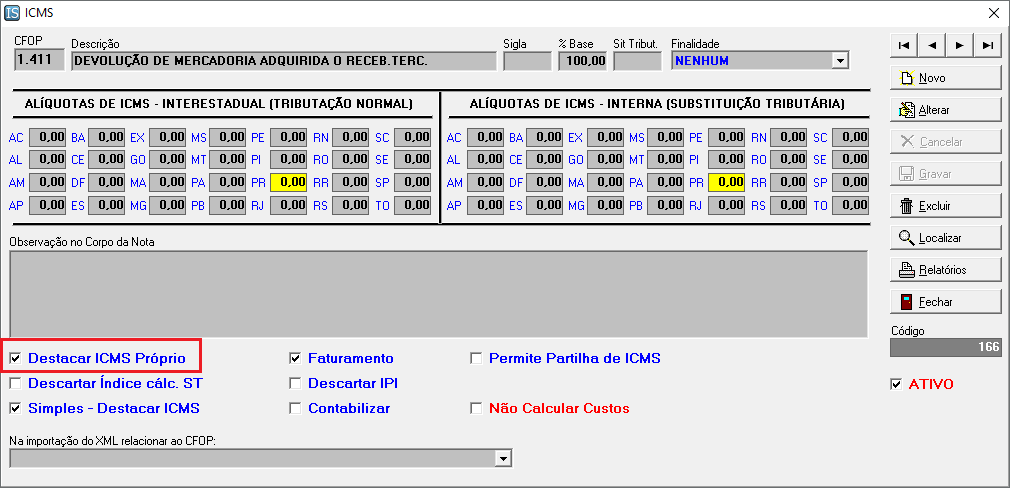 IS ICMS
CFOP Descrição Sigla % Base Sit Tribut. Finalidade
1.411 DEVOLUÇÃO DE MERCADORIA ADQUIRIDA O RECEB.TERC. 100,00 NENHUM
ALÍQUOTAS DE ICMS - INTERESTADUAL (TRIBUTAÇÃO NORMAL) ALÍQUOTAS DE ICMS - INTERNA (SUBSTITUIÇÃO TRIBUTÁRIA)
AC 0,00 BA 0,00 EX 0,00 MS 0,00 PE 0,00 RN 0,00 SC 0,00 AC 0,00 BA 0,00 EX 0,00 MS 0,00 PE 0,00 RN 0,00 SC 0,00
AL 0,00 CE 0,00 GO 0,00 MT 0,00 PI 0,00 RO 0,00 SE 0,00 AL 0,00 CE 0,00 GO 0,00 MT 0,00 PI 0,00 RO 0,00 SE 0,00
AM 0,00 DF 0,00 MA 0,00 PA 0,00 PR 0,00 RR 0,00 SP 0,00 AM 0,00 DF 0,00 MA 0,00 PA 0,00 PR 0,00 RR 0,00 SP 0,00
AP 0,00 ES 0,00 MG 0,00 PB 0,00 RJ 0,00 RS 0,00 TO 0,00 AP 0,00 ES 0,00 MG 0,00 PB 0,00 RJ 0,00 RS 0,00 TO 0,00
Observação no Corpo da Nota
Destacar ICMS Próprio Faturamento Permite Partilha de ICMS
Descartar Índice cálc. ST Descartar IPI
Simples - Destacar ICMS Contabilizar Não Calcular Custos
Na importação do XML relacionar ao CFOP:
Novo
Alterar
Cancelar
Gravar
Excluir
Localizar
Relatórios
Fechar
Código
166
ATIVO